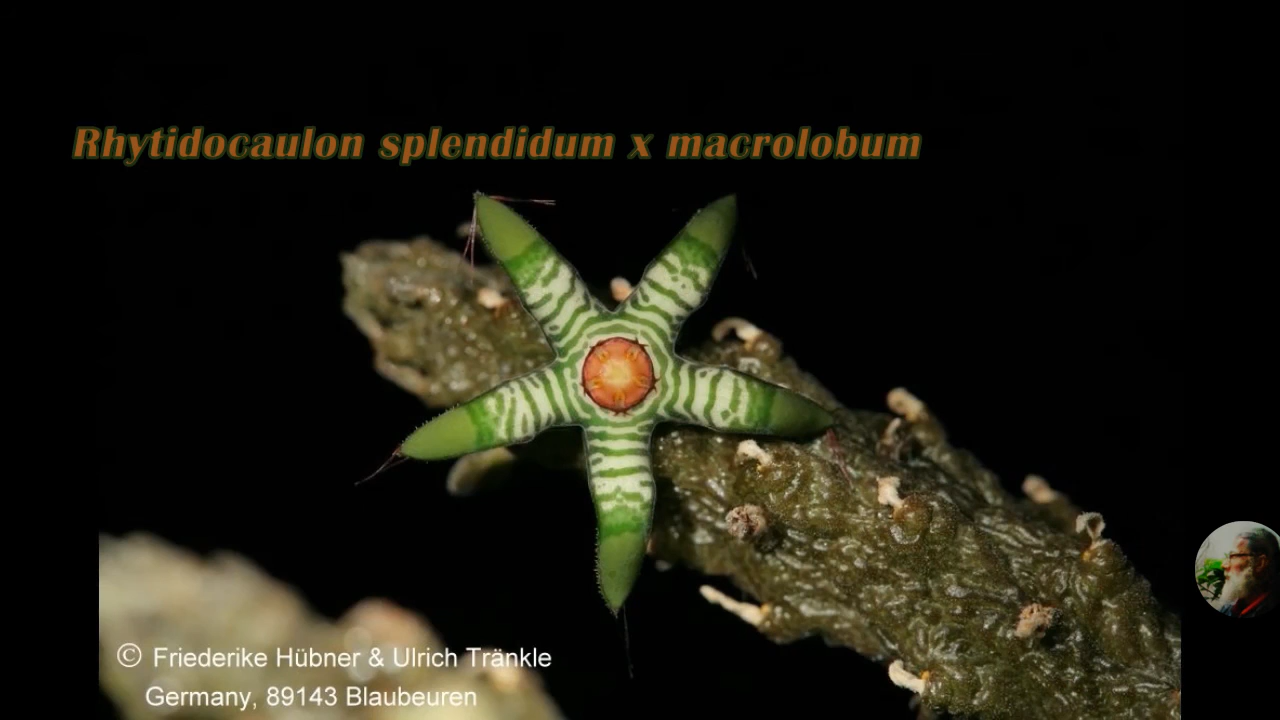 Rhytidocaulon splendidum x macrolobum
© Friederike Hübner & Ulrich Tränkle
Germany, 89143 Blaubeuren